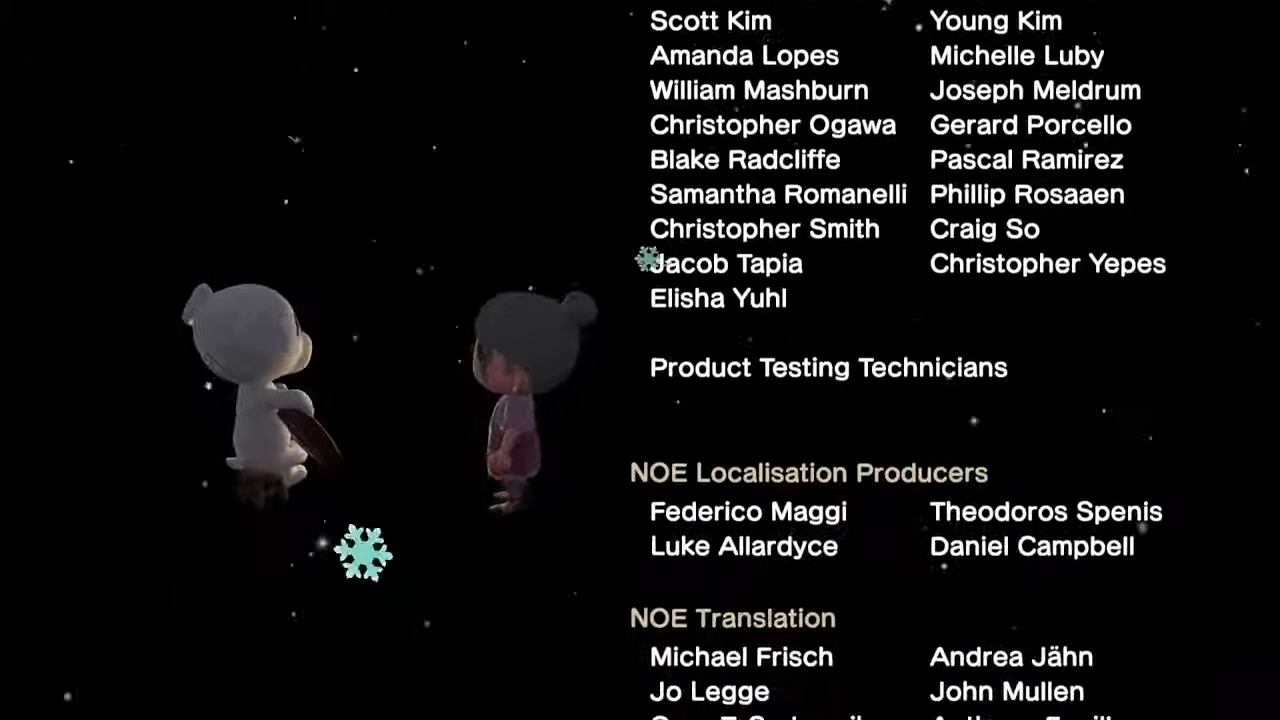 Scott Kim Young Kim
Amanda Lopes Michelle Luby
William Mashburn Joseph Meldrum
Christopher Ogawa Gerard Porcello
Blake Radcliffe Pascal Ramirez
Samantha Romanelli Phillip Rosaaen
Christopher Smith Craig So
Jacob Tapia Christopher Yepes
Elisha Yuhl
Product Testing Technicians
NOE Localisation Producers
Federico Maggi Theodoros Spenis
Luke Allardyce Daniel Campbell
NOE Translation
Michael Frisch Andrea Jähn
Jo Legge John Mullen